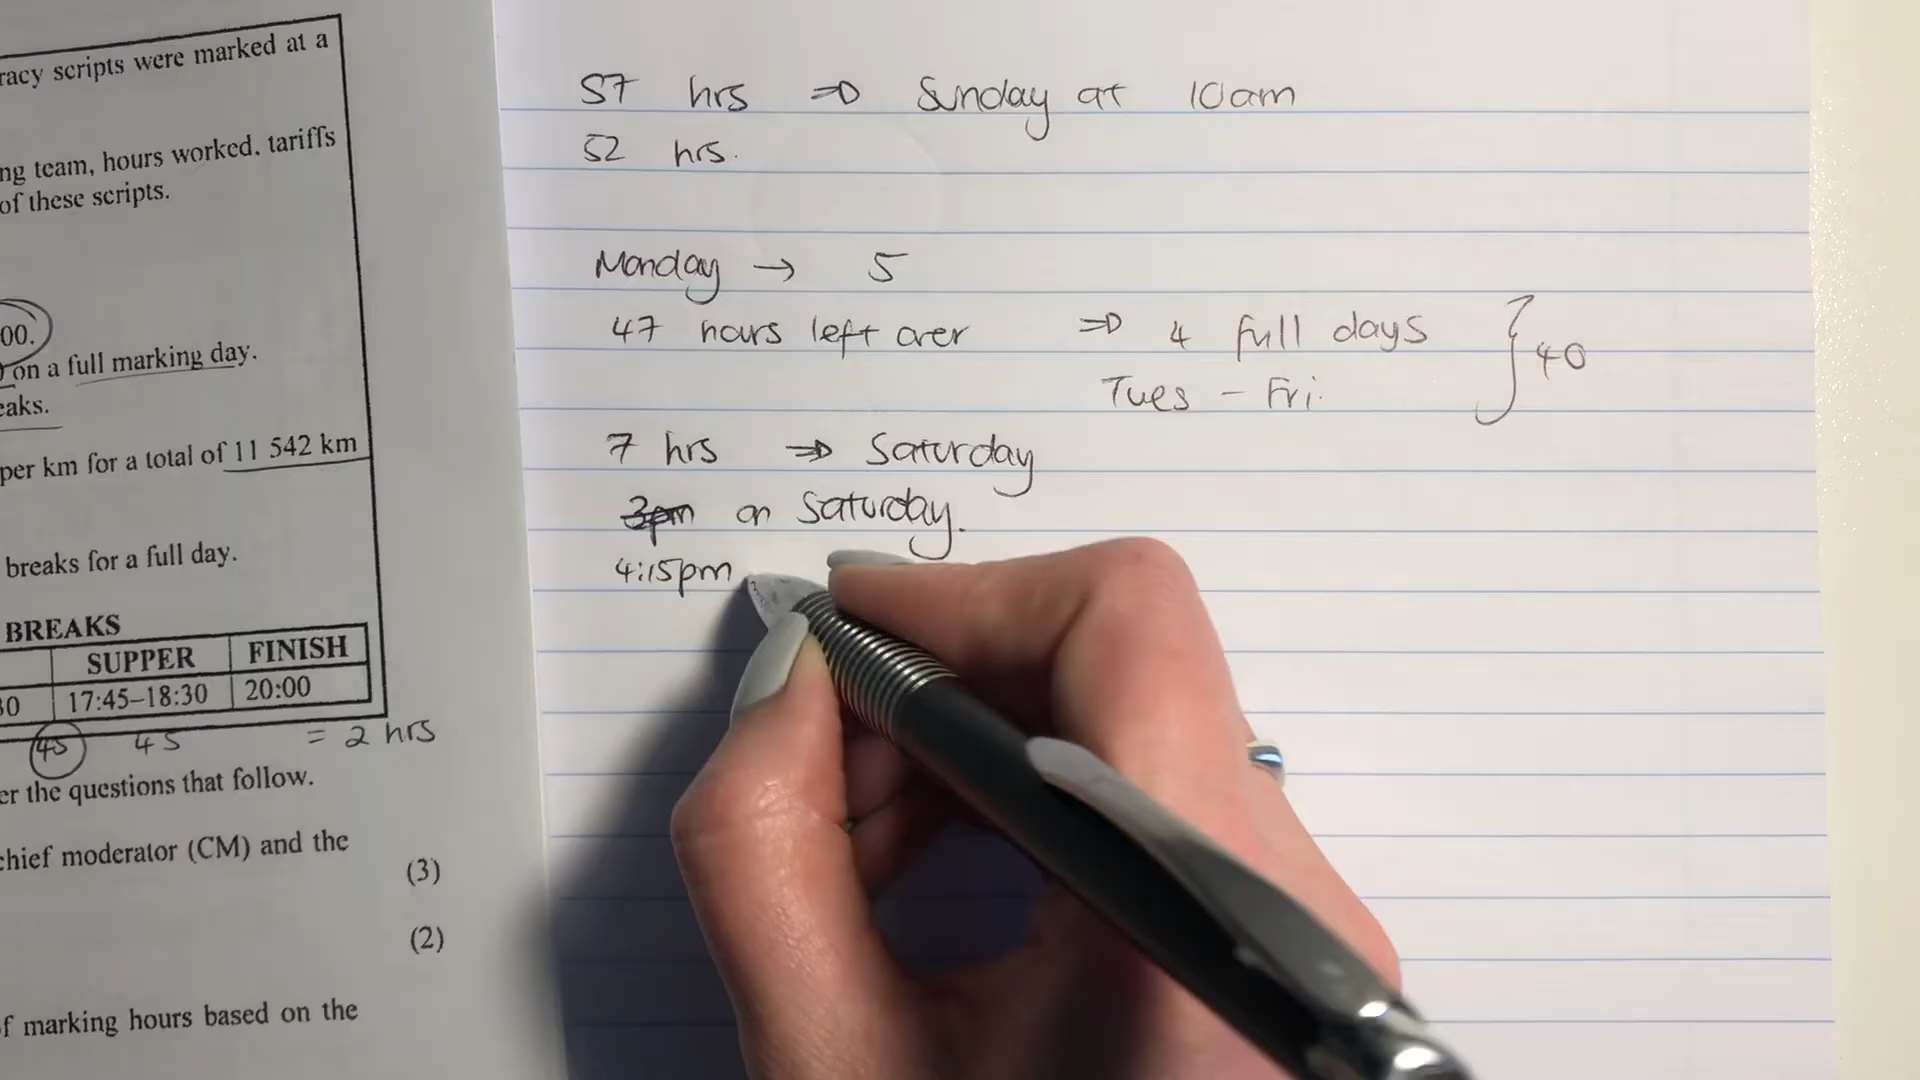 racy scripts were marked at a
ng team, hours worked. tariffs
of these scripts.
00.
on a full marking day.
eaks.
per km for a total of 11 542 km
breaks for a full day.
BREAKS
SUPPER FINISH
30 17:45–18:30 20:00
45 45 = 2 hrs
er the questions that follow.
chief moderator (CM) and the
(3)
(2)
of marking hours based on the
57 hrs ⇒ Sunday at 10am
52 hrs.
Monday → 5
47 hours left over ⇒ 4 full days } 40
Tues - Fri.
7 hrs ⇒ Saturday
3pm on Saturday.
4:15pm